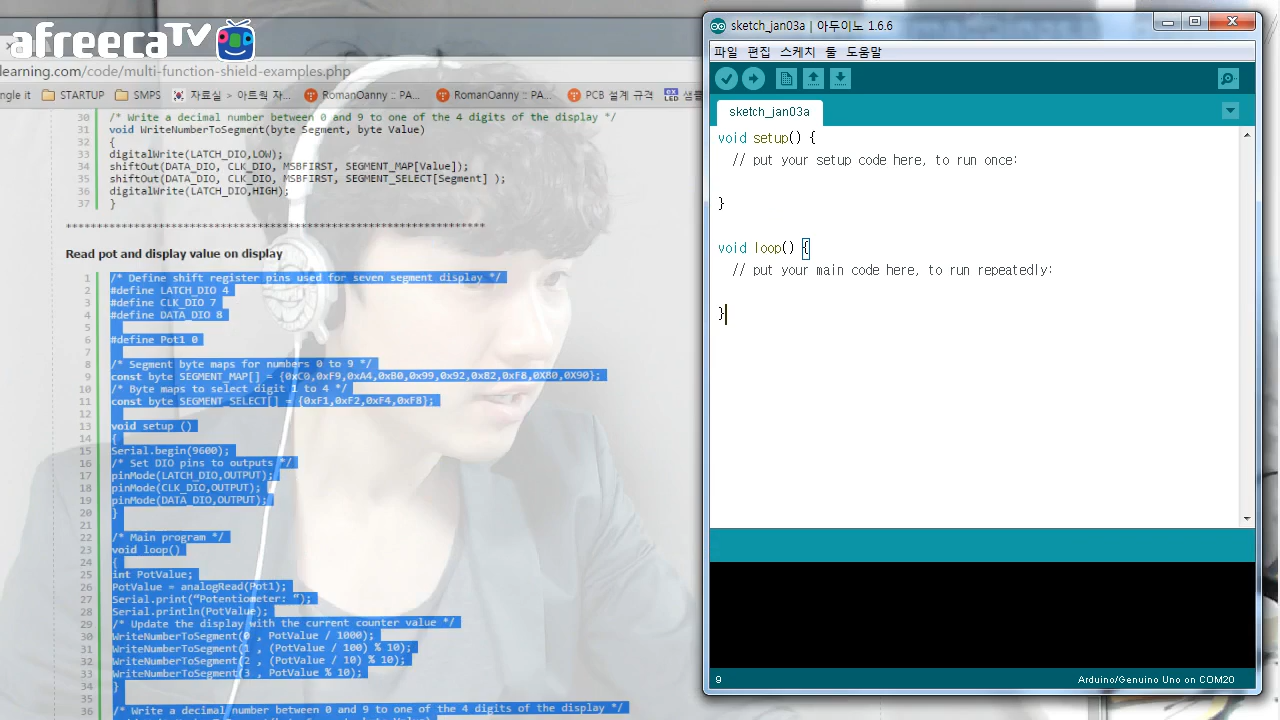 afreecaTV
learning.com/code/multi-function-shield-examples.php
STARTUP
SMPS
자료실 > 아트웍 자...
RomanOanny :: PA...
RomanOanny :: PA...
PCB 설계 규격
30 /* Write a decimal number between 0 and 9 to one of the 4 digits of the display */
31 void WriteNumberToSegment(byte Segment, byte Value)
32 {
33 digitalWrite(LATCH_DIO,LOW);
34 shiftOut(DATA_DIO, CLK_DIO, MSBFIRST, SEGMENT_MAP[Value]);
35 shiftOut(DATA_DIO, CLK_DIO, MSBFIRST, SEGMENT_SELECT[Segment] );
36 digitalWrite(LATCH_DIO,HIGH);
37 }
Read pot and display value on display
1 /* Define shift register pins used for seven segment display */
2 #define LATCH_DIO 4
3 #define CLK_DIO 7
4 #define DATA_DIO 8
5
6 #define Pot1 0
7
8 /* Segment byte maps for numbers 0 to 9 */
9 const byte SEGMENT_MAP[] = {0xC0,0xF9,0xA4,0xB0,0x99,0x92,0x82,0xF8,0X80,0X90};
10 /* Byte maps to select digit 1 to 4 */
11 const byte SEGMENT_SELECT[] = {0xF1,0xF2,0xF4,0xF8};
12
13 void setup ()
14 {
15 Serial.begin(9600);
16 /* Set DIO pins to outputs */
17 pinMode(LATCH_DIO,OUTPUT);
18 pinMode(CLK_DIO,OUTPUT);
19 pinMode(DATA_DIO,OUTPUT);
20 }
21
22 /* Main program */
23 void loop()
24 {
25 int PotValue;
26 PotValue = analogRead(Pot1);
27 Serial.print("Potentiometer: ");
28 Serial.println(PotValue);
29 /* Update the display with the current counter value */
30 WriteNumberToSegment(0 , PotValue / 1000);
31 WriteNumberToSegment(1 , (PotValue / 100) % 10);
32 WriteNumberToSegment(2 , (PotValue / 10) % 10);
33 WriteNumberToSegment(3 , PotValue % 10);
34 }
35
36 /* Write a decimal number between 0 and 9 to one of the 4 digits of the display */
sketch_jan03a | 아두이노 1.6.6
파일 편집 스케치 툴 도움말
sketch_jan03a
void setup() {
// put your setup code here, to run once:
}
void loop() {
// put your main code here, to run repeatedly:
}
9
Arduino/Genuino Uno on COM20